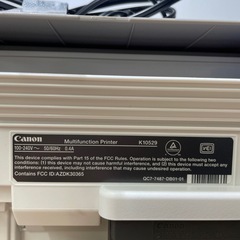 Canon Multifunction Printer K10529
100-240V~ 50/60Hz 0.4A
This device complies with Part 15 of the FCC Rules. Operation is
subject to the following two conditions: (1) this device may not
cause harmful interference, and (2) this device must accept any
interference received, including interference that may cause
undesired operation.
Contains FCC ID:AZDK30365
QC7-7487-DB01-01